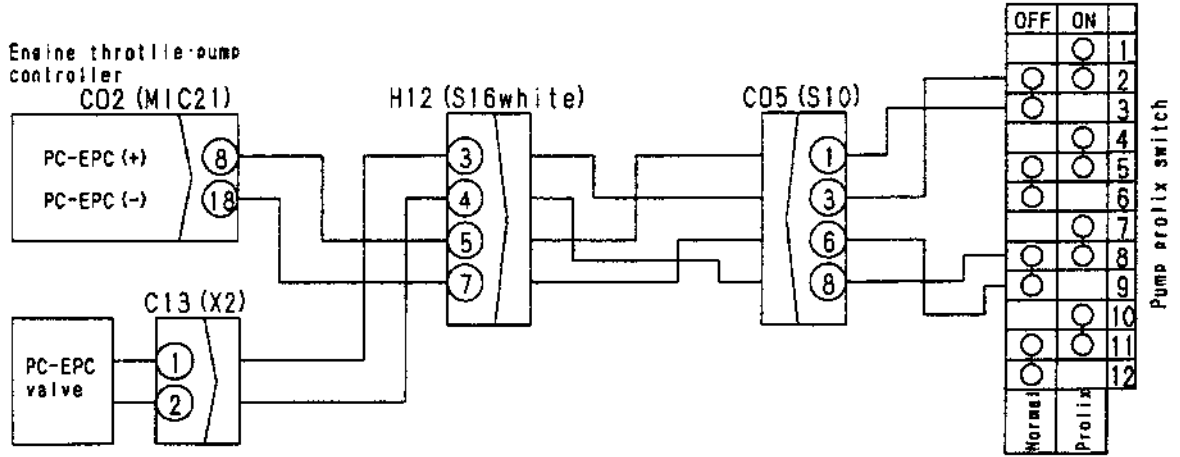 Engine throtlle·pump
controller
C02 (MIC21)
PC-EPC (+)
PC-EPC (-)
8
18
H12 (S16white)
3
4
5
7
C05 (S10)
1
3
6
8
C13 (X2)
PC-EPC
valve
1
2
OFF ON
1
2
3
4
5
6
7
8
9
10
11
12
Normal
Prolix
Pump prolix switch